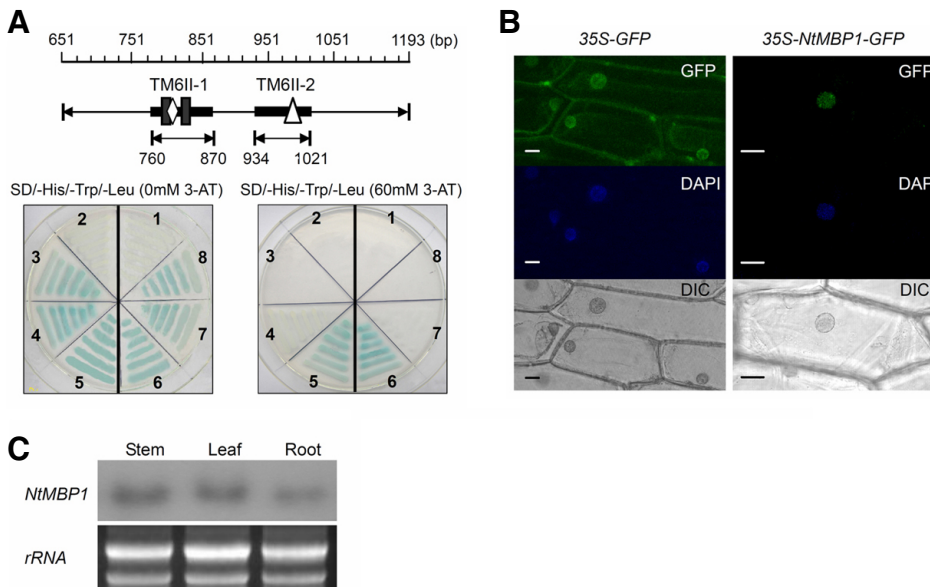 A
651 751 851 951 1051 1193 (bp)
TM6II-1 TM6II-2
760 870 934 1021
SD/-His/-Trp/-Leu (0mM 3-AT) SD/-His/-Trp/-Leu (60mM 3-AT)
2 1
3 8
4 7
5 6
2 1
3 8
4 7
5 6
B
35S-GFP 35S-NtMBP1-GFP
GFP GFP
DAPI DAP
DIC DIC
C
Stem Leaf Root
NtMBP1
rRNA